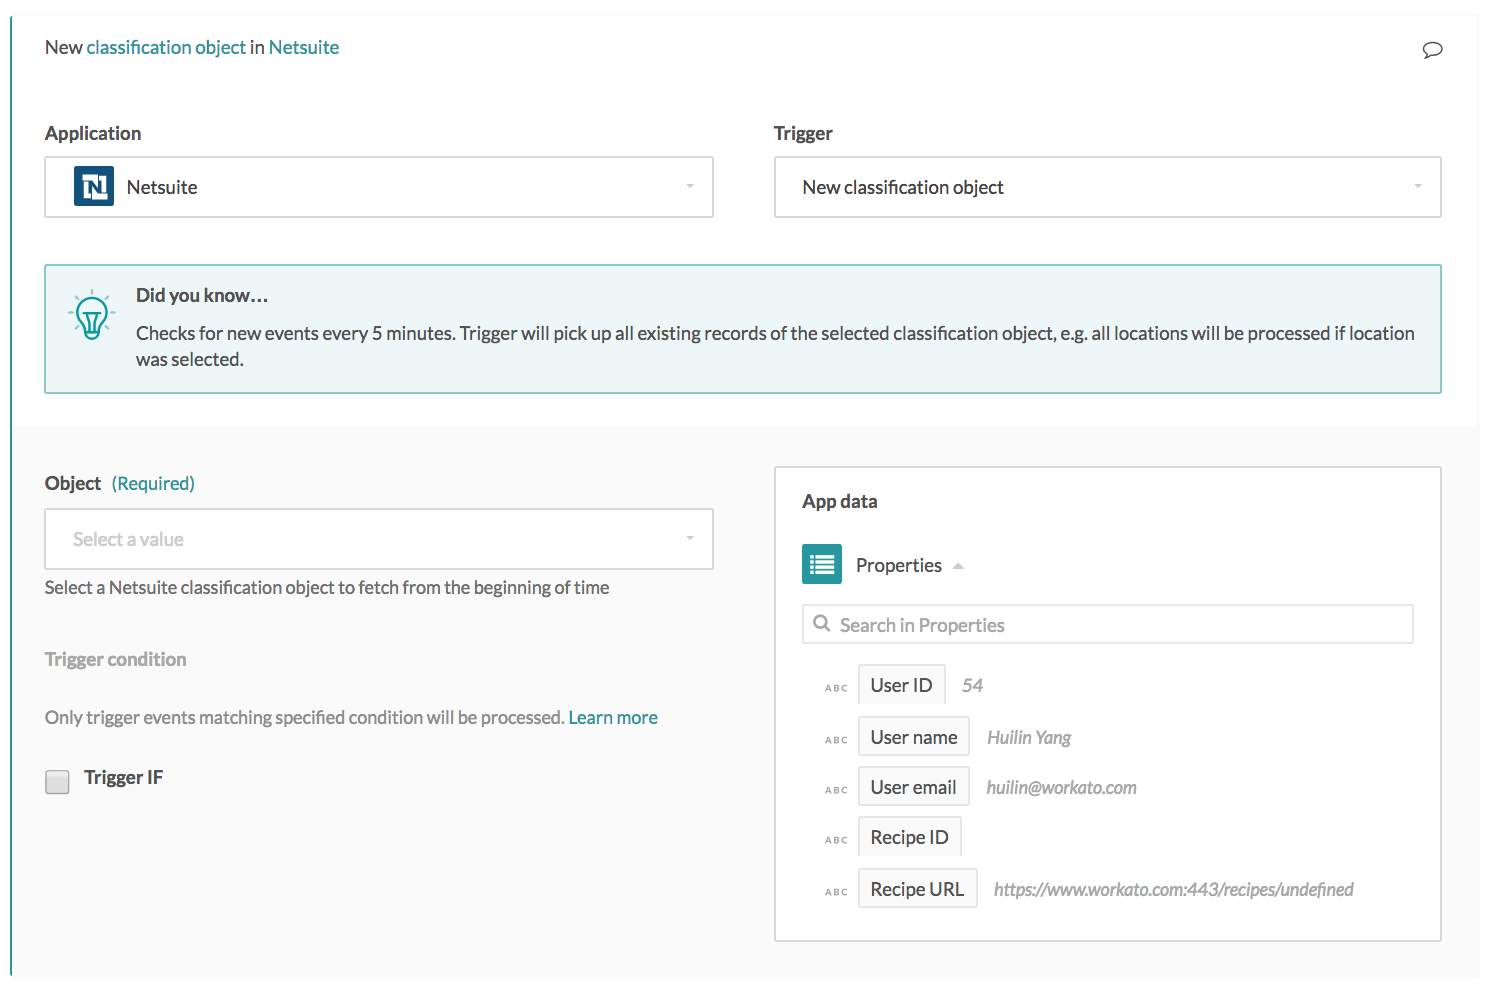 New classification object in Netsuite
Application
Trigger
Netsuite
New classification object
Did you know...
Checks for new events every 5 minutes. Trigger will pick up all existing records of the selected classification object, e.g. all locations will be processed if location
was selected.
Object (Required)
Select a value
Select a Netsuite classification object to fetch from the beginning of time
Trigger condition
Only trigger events matching specified condition will be processed. Learn more
Trigger IF
App data
Properties
Search in Properties
ABC User ID 54
ABC User name Huilin Yang
ABC User email huilin@workato.com
ABC Recipe ID
ABC Recipe URL https://www.workato.com:443/recipes/undefined